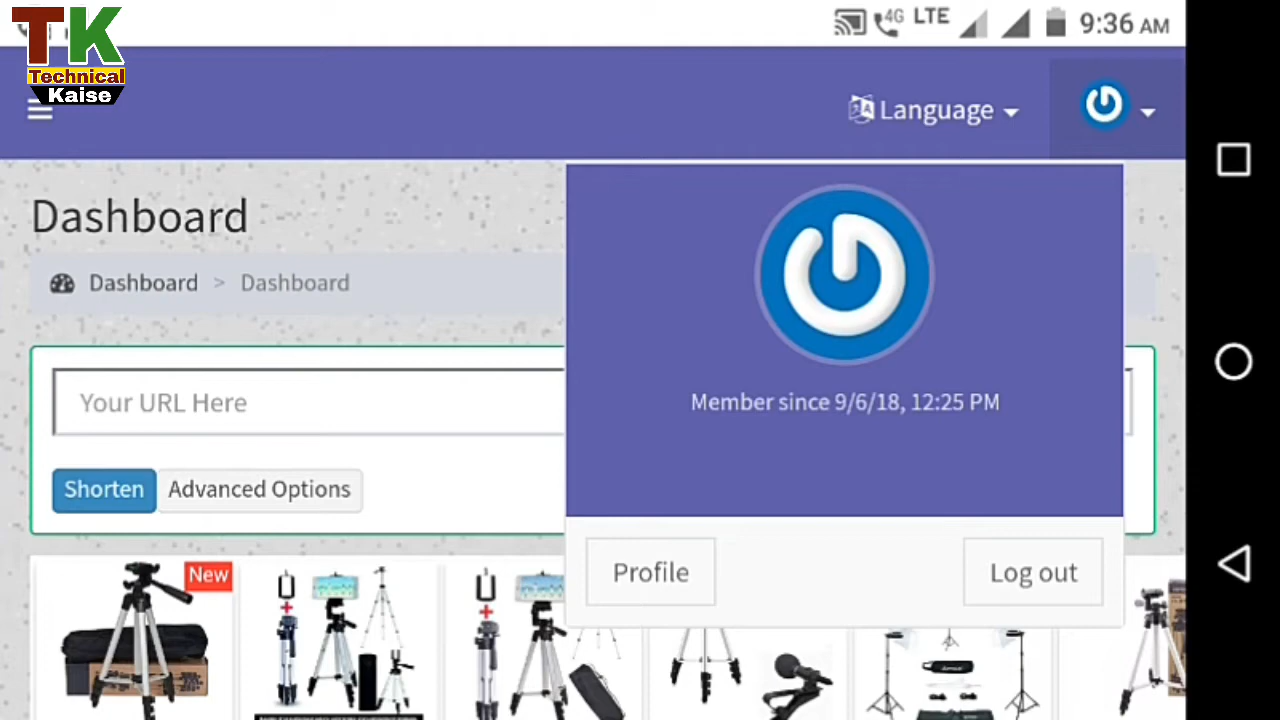 TK
Technical
Kaise
4G LTE 9:36 AM
Language
Dashboard
Dashboard > Dashboard
Member since 9/6/18, 12:25 PM
Your URL Here
Shorten Advanced Options
Profile Log out
New